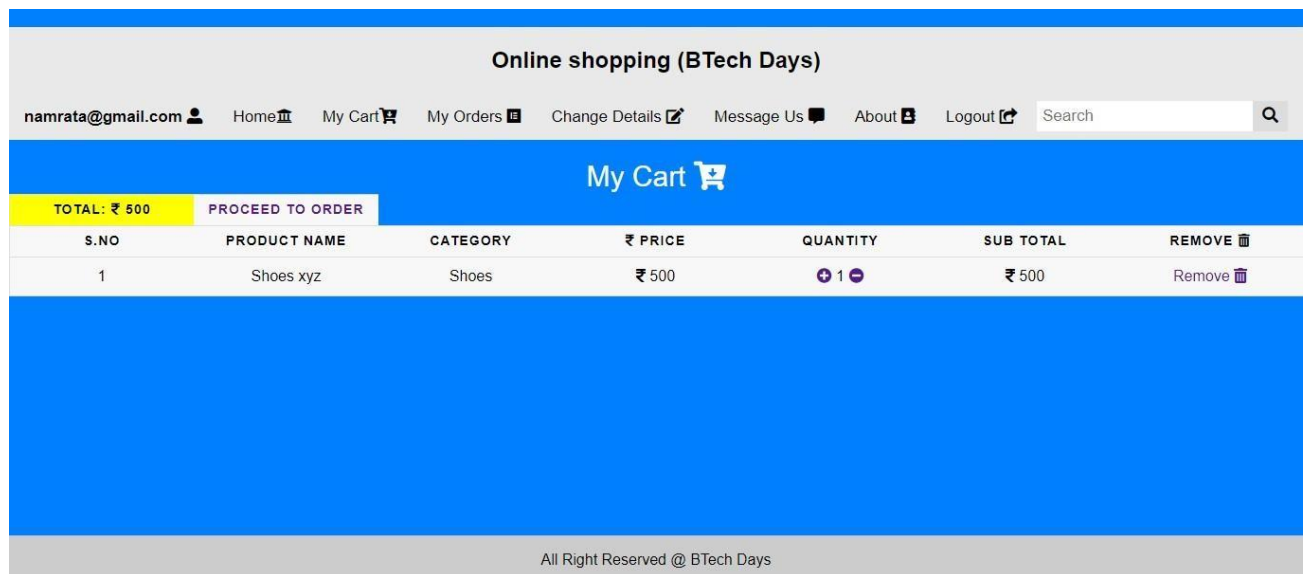 Online shopping (BTech Days)
namrata@gmail.com Home My Cart My Orders Change Details Message Us About Logout Search
My Cart
TOTAL: ₹ 500 PROCEED TO ORDER
S.NO PRODUCT NAME CATEGORY ₹ PRICE QUANTITY SUB TOTAL REMOVE
1 Shoes xyz Shoes ₹ 500 1 ₹ 500 Remove
All Right Reserved @ BTech Days